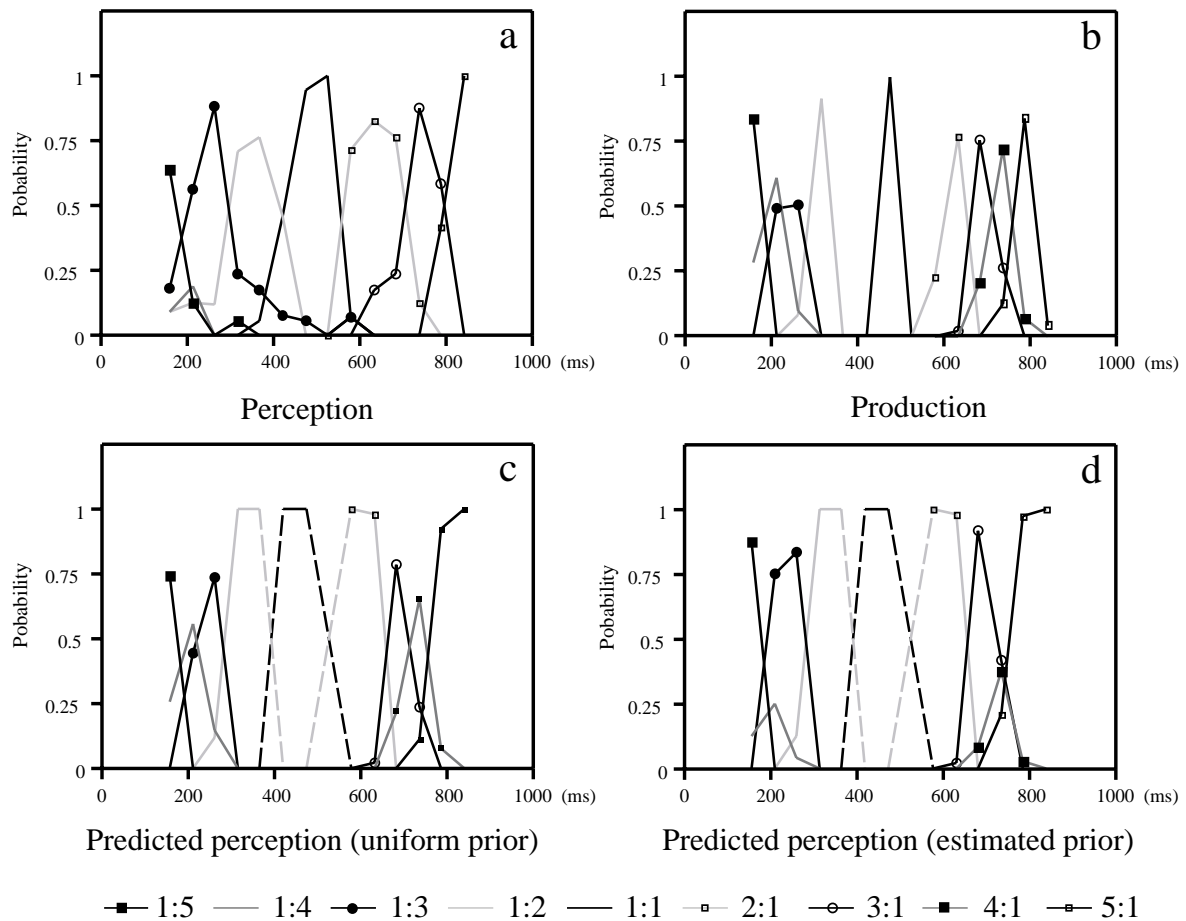 a
1
0.75
0.5
0.25
0
Pobability
0 200 400 600 800 1000 (ms)
Perception
b
1
0.75
0.5
0.25
0
Pobability
0 200 400 600 800 1000 (ms)
Production
c
1
0.75
0.5
0.25
0
Pobability
0 200 400 600 800 1000 (ms)
Predicted perception (uniform prior)
d
1
0.75
0.5
0.25
0
Pobability
0 200 400 600 800 1000 (ms)
Predicted perception (estimated prior)
1:5 1:4 1:3 1:2 1:1 2:1 3:1 4:1 5:1